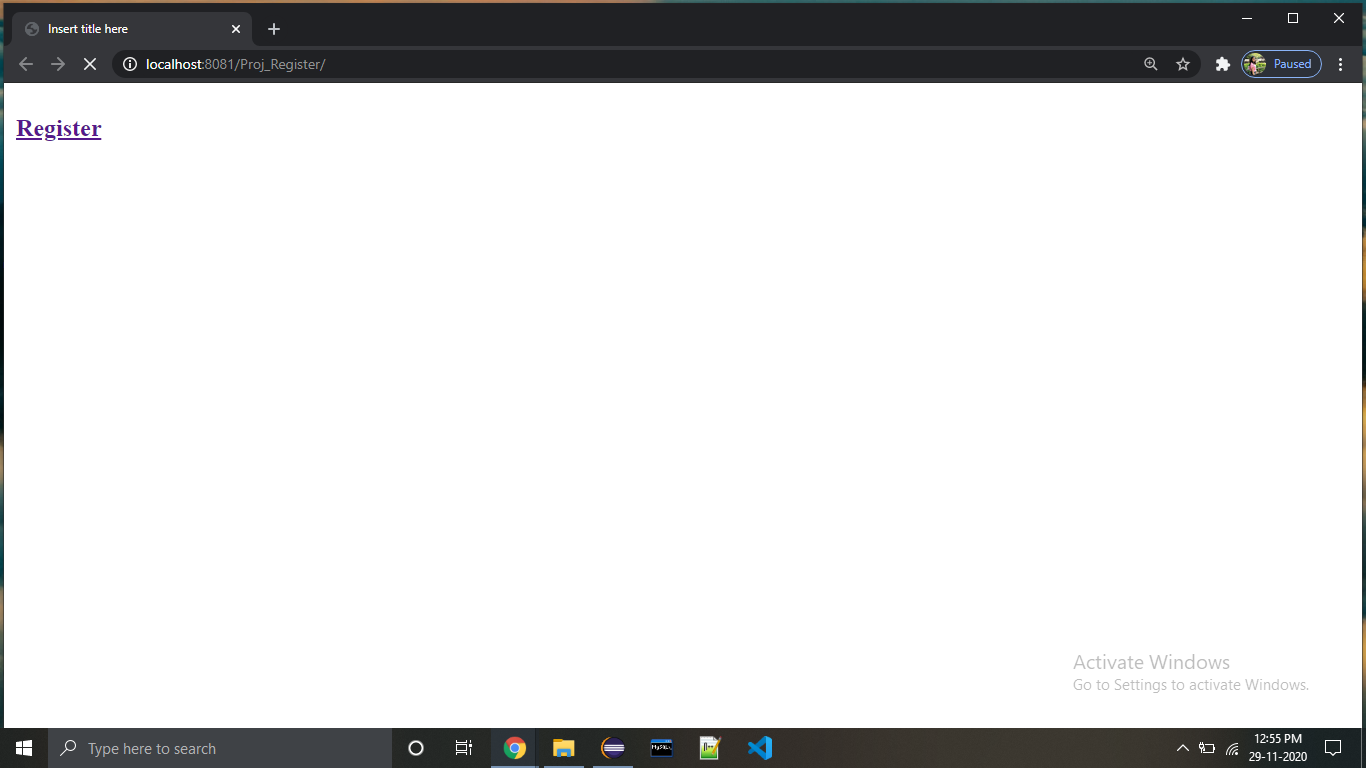 Insert title here
localhost:8081/Proj_Register/
Paused
Register
Activate Windows
Go to Settings to activate Windows.
Type here to search
12:55 PM
29-11-2020